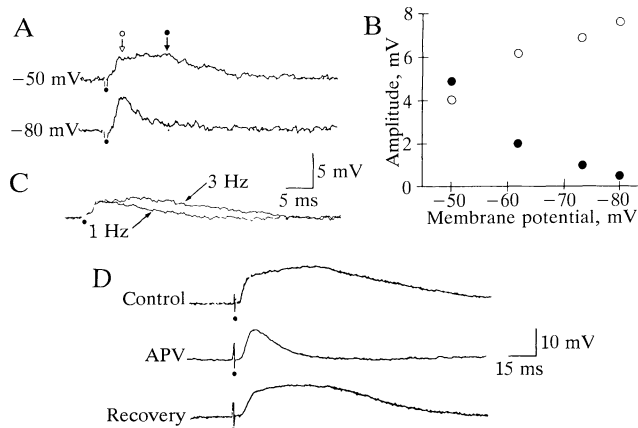 A
−50 mV
−80 mV
5 mV
5 ms
B
Amplitude, mV
8
6
4
2
0
−50
−60
−70
−80
Membrane potential, mV
C
3 Hz
1 Hz
D
Control
APV
Recovery
10 mV
15 ms